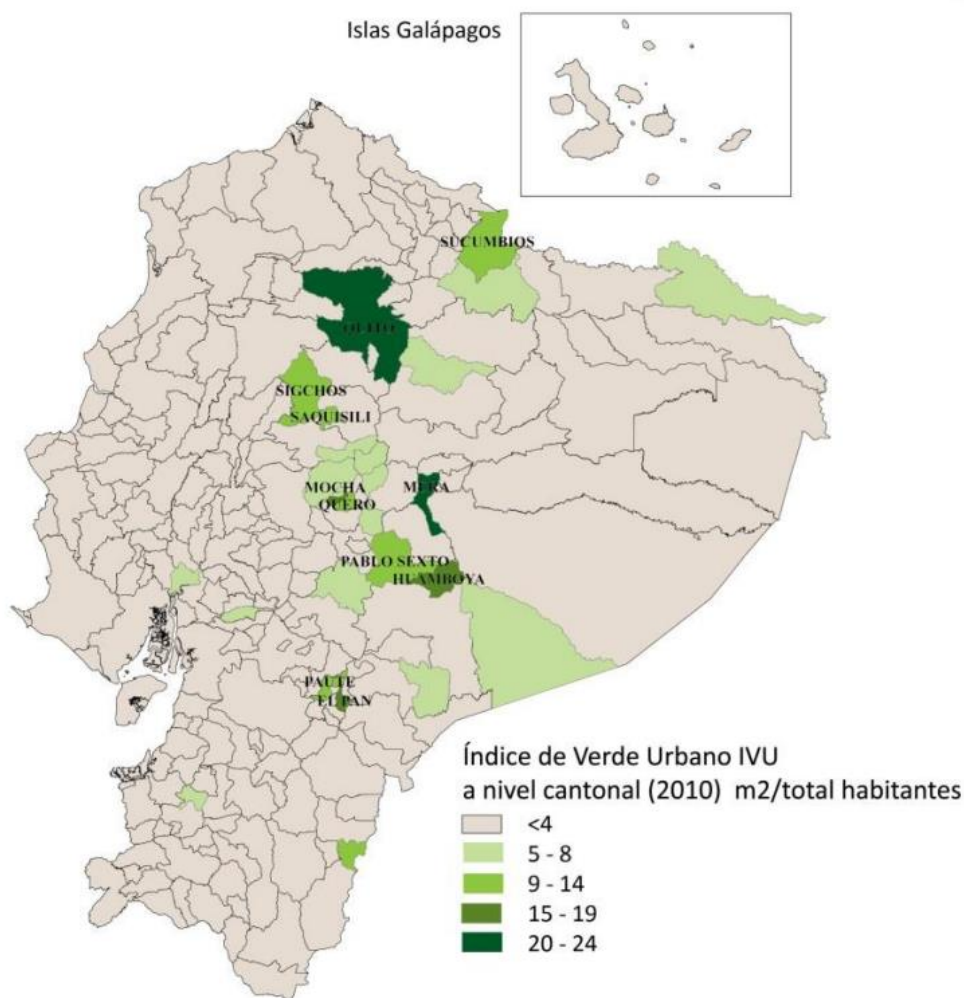 Islas Galápagos
SUCUMBIOS
QUITO
SIGCHOS
SAQUISILI
MOCHA
MERA
QUERO
PABLO SEXTO
HUAMBOYA
PAUTE
EL PAN
Índice de Verde Urbano IVU
a nivel cantonal (2010) m2/total habitantes
<4
5 - 8
9 - 14
15 - 19
20 - 24